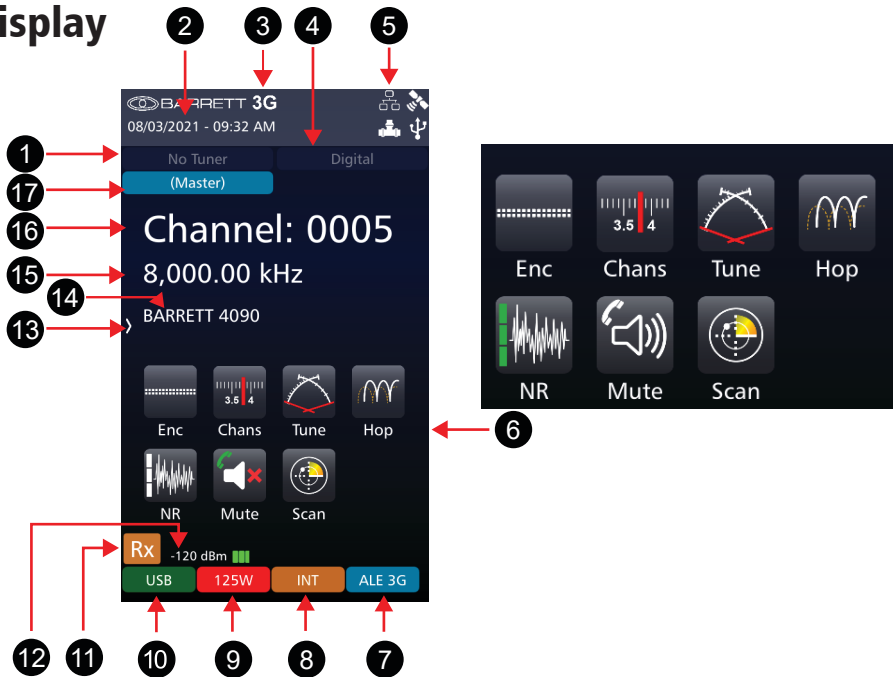 isplay
2 3 4 5
BARRETT 3G
08/03/2021 - 09:32 AM
1 No Tuner Digital
17 (Master)
16 Channel: 0005
15 8,000.00 kHz
14
13 BARRETT 4090
3.5 4 3.5 4
Enc Chans Tune Hop
Enc Chans Tune Hop
6
NR Mute Scan
NR Mute Scan
Rx -120 dBm
USB 125W INT ALE 3G
12 11 10 9 8 7